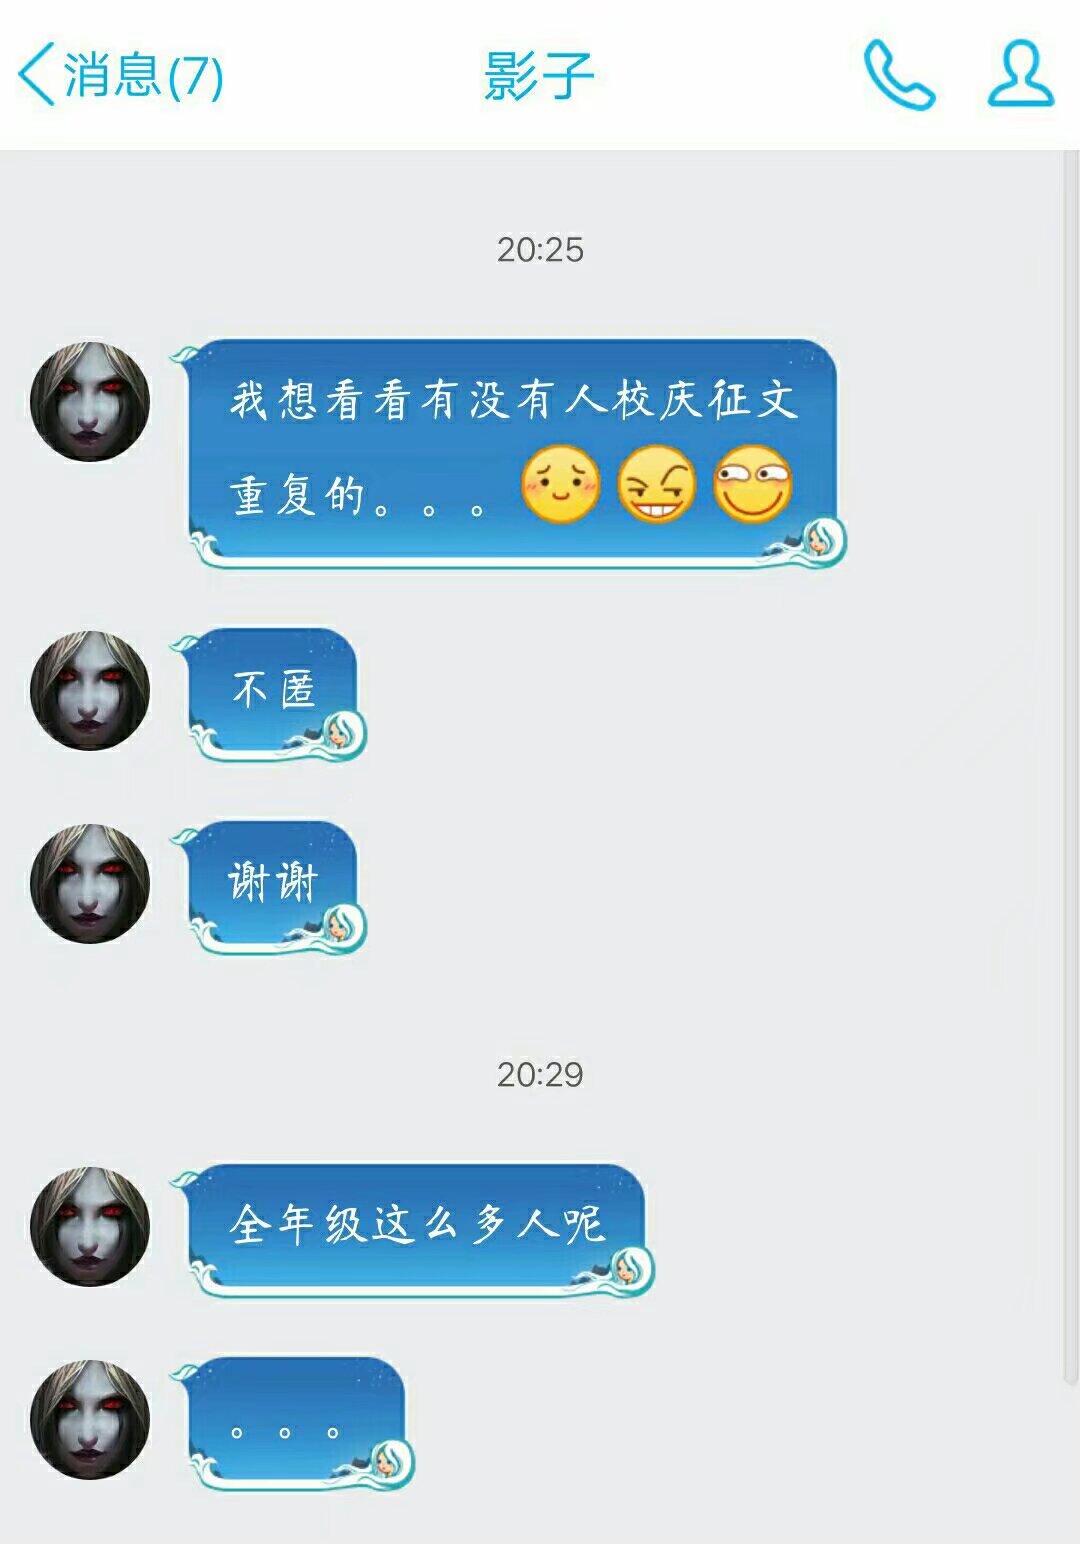 消息(7)
影子
20:25
我想看看有没有人校庆征文
重复的。。。
不匿
谢谢
20:29
全年级这么多人呢
。。。